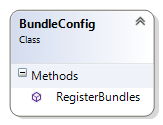 BundleConfig
Class
Methods
RegisterBundles